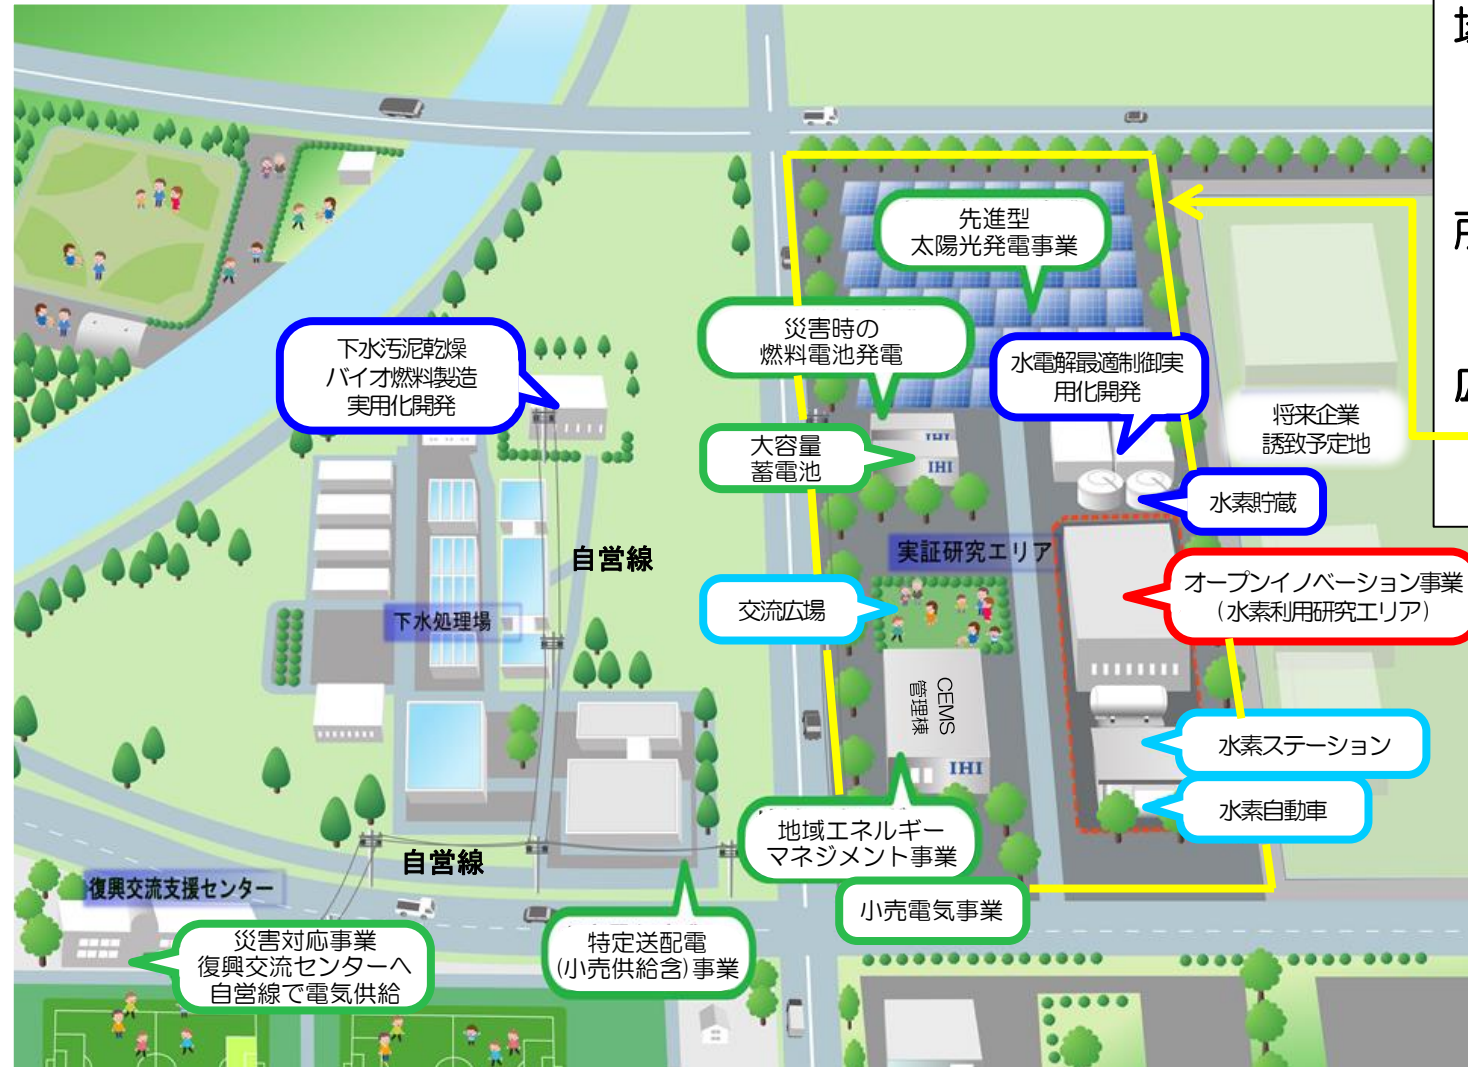 先進型
太陽光発電事業
災害時の
燃料電池発電
下水汚泥乾燥
バイオ燃料製造
実用化開発
水電解最適制御実
用化開発
将来企業
誘致予定地
大容量
蓄電池
IHI
IHI
水素貯蔵
自営線
実証研究エリア
オープンイノベーション事業
(水素利用研究エリア)
交流広場
下水処理場
CEMS
管理棟
水素ステーション
IHI
水素自動車
地域エネルギー
マネジメント事業
自営線
復興交流支援センター
小売電気事業
災害対応事業
復興交流センターへ
自営線で電気供給
特定送配電
(小売供給含)事業
所